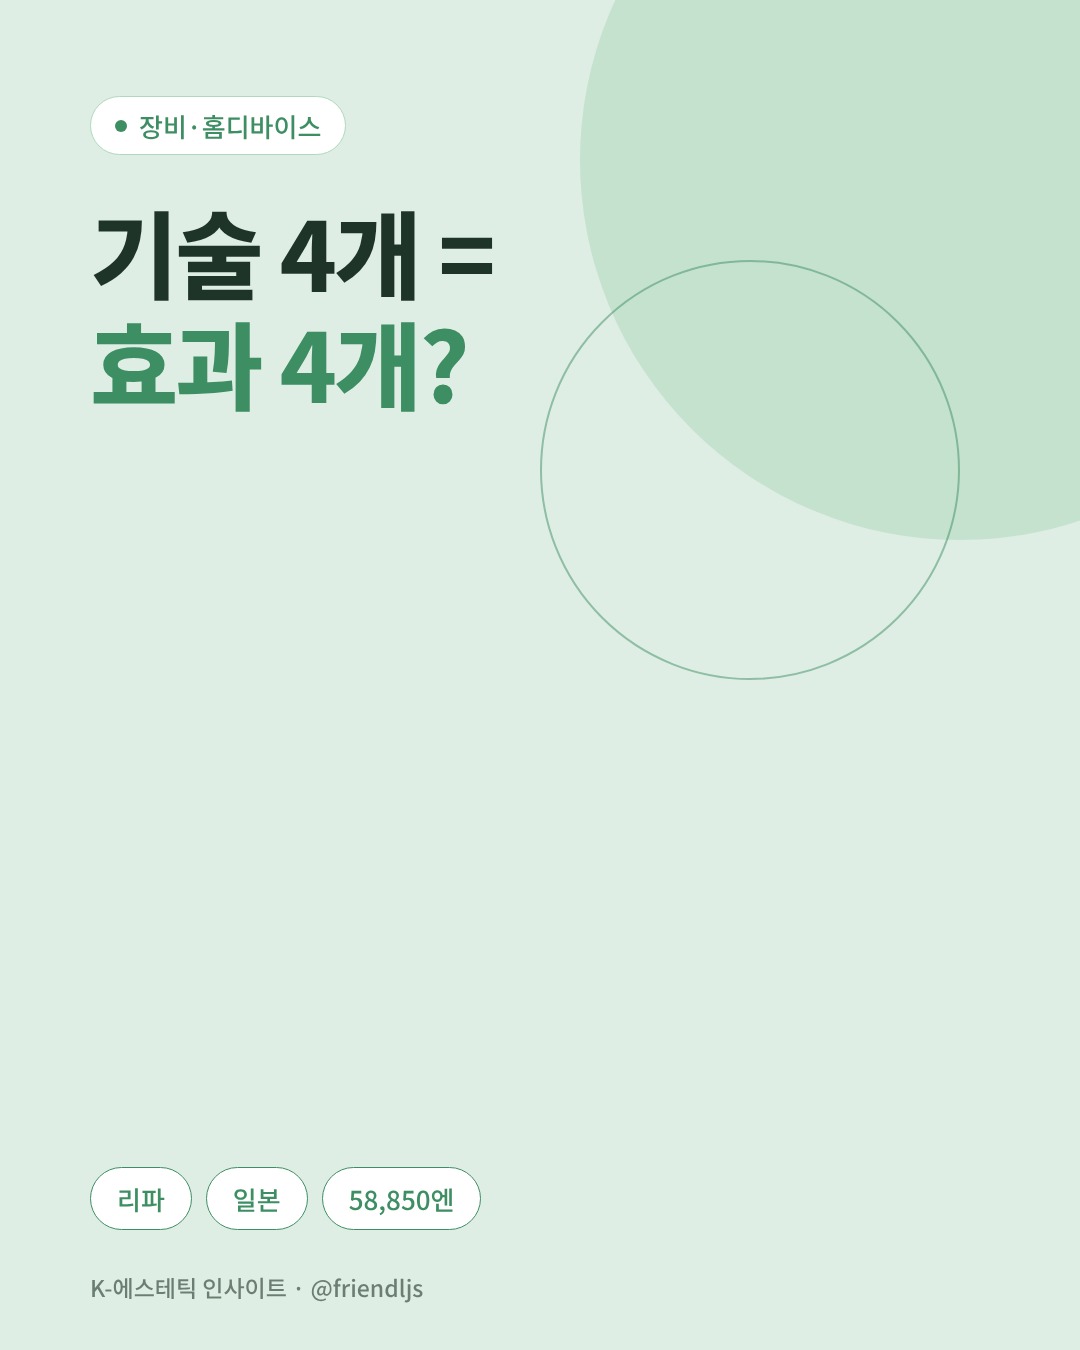 장비·홈디바이스
기술 4개 =
효과 4개?
리파 일본 58,850엔
K-에스테틱 인사이트 · @friendljs